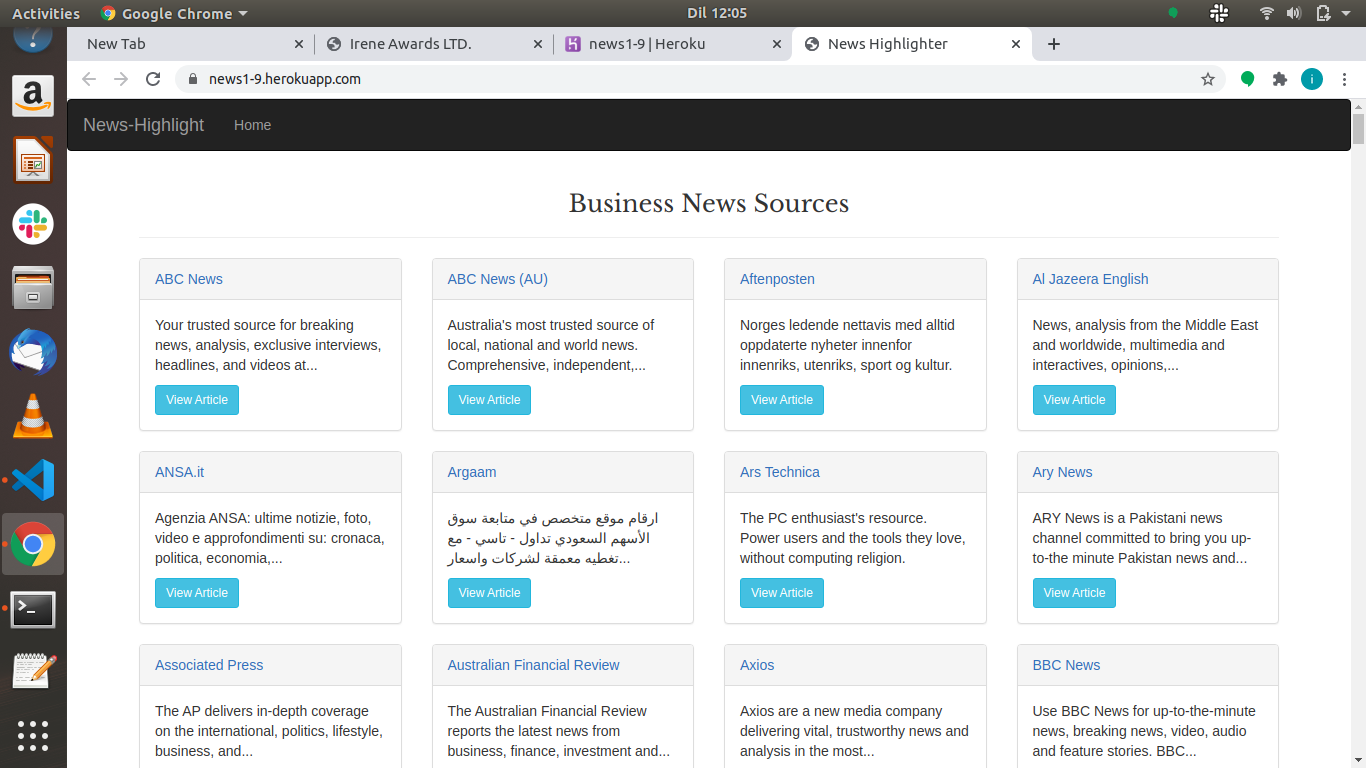 Activities Google Chrome Dil 12:05
New Tab Irene Awards LTD. news1-9 | Heroku News Highlighter
news1-9.herokuapp.com i
News-Highlight Home
Business News Sources
ABC News
Your trusted source for breaking
news, analysis, exclusive interviews,
headlines, and videos at...
View Article
ABC News (AU)
Australia's most trusted source of
local, national and world news.
Comprehensive, independent,...
View Article
Aftenposten
Norges ledende nettavis med alltid
oppdaterte nyheter innenfor
innenriks, utenriks, sport og kultur.
View Article
Al Jazeera English
News, analysis from the Middle East
and worldwide, multimedia and
interactives, opinions,...
View Article
ANSA.it
Agenzia ANSA: ultime notizie, foto,
video e approfondimenti su: cronaca,
politica, economia,...
View Article
Argaam
ارقام موقع متخصص في متابعة سوق
الأسهم السعودي تداول - تاسي - مع
تغطيه معمقة لشركات واسعار...
View Article
Ars Technica
The PC enthusiast's resource.
Power users and the tools they love,
without computing religion.
View Article
Ary News
ARY News is a Pakistani news
channel committed to bring you up-
to-the minute Pakistan news and...
View Article
Associated Press
The AP delivers in-depth coverage
on the international, politics, lifestyle,
business, and...
Australian Financial Review
The Australian Financial Review
reports the latest news from
business, finance, investment and...
Axios
Axios are a new media company
delivering vital, trustworthy news and
analysis in the most...
BBC News
Use BBC News for up-to-the-minute
news, breaking news, video, audio
and feature stories. BBC...